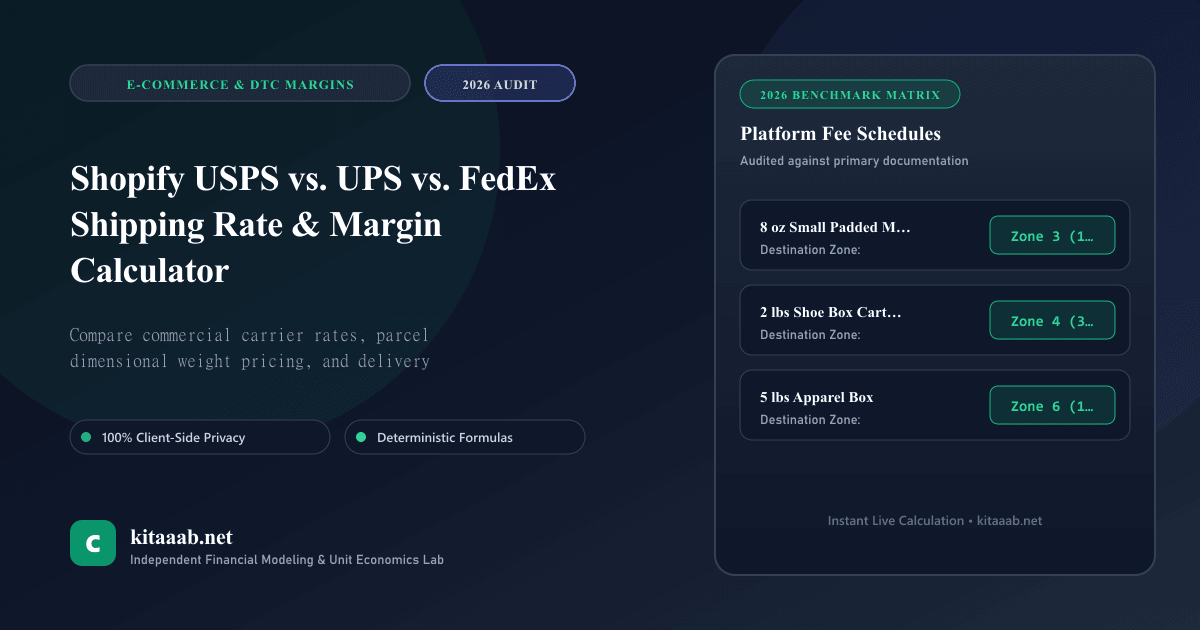 E-COMMERCE & DTC MARGINS
2026 AUDIT
Shopify USPS vs. UPS vs. FedEx
Shipping Rate & Margin
Calculator
Compare commercial carrier rates, parcel
dimensional weight pricing, and delivery
100% Client-Side Privacy
Deterministic Formulas
C
kitaaab.net
Independent Financial Modeling & Unit Economics Lab
2026 BENCHMARK MATRIX
Platform Fee Schedules
Audited against primary documentation
8 oz Small Padded M...
Destination Zone:
Zone 3 (1...
2 lbs Shoe Box Cart...
Destination Zone:
Zone 4 (3...
5 lbs Apparel Box
Destination Zone:
Zone 6 (1...
Instant Live Calculation • kitaaab.net